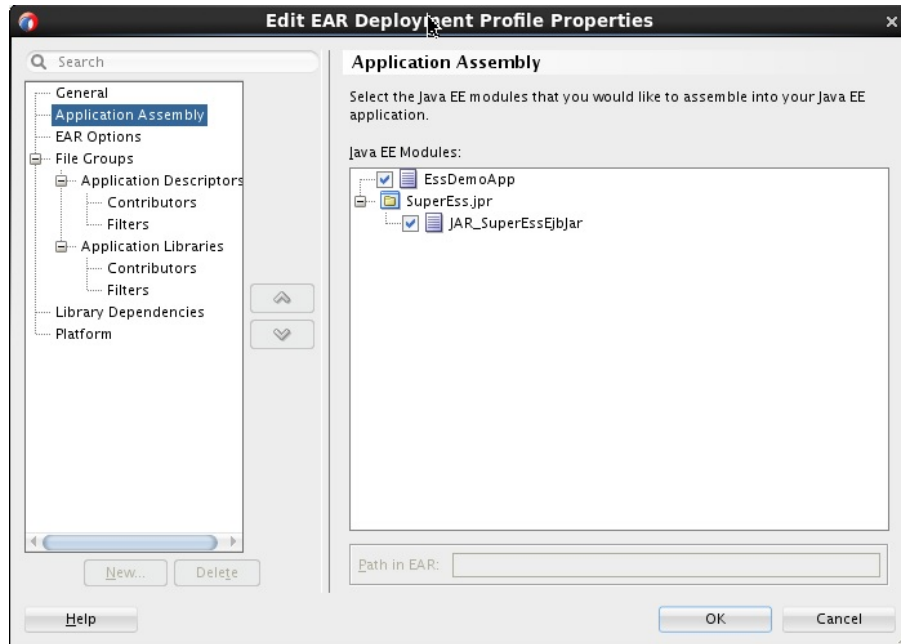 Edit EAR Deployment Profile Properties
Search
General
Application Assembly
EAR Options
File Groups
Application Descriptors
Contributors
Filters
Application Libraries
Contributors
Filters
Library Dependencies
Platform
New...
Delete
Application Assembly
Select the Java EE modules that you would like to assemble into your Java EE
application.
Java EE Modules:
EssDemoApp
SuperEss.jpr
JAR_SuperEssEjbJar
Path in EAR:
Help
OK
Cancel